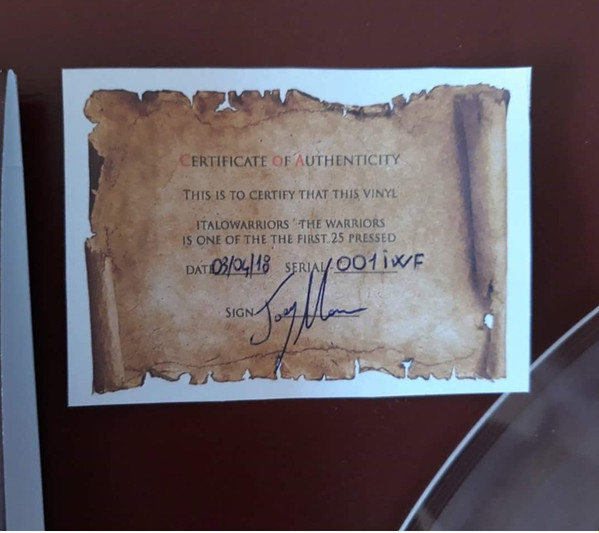 CERTIFICATE OF AUTHENTICITY
THIS IS TO CERTIFY THAT THIS VINYL
ITALOWARRIORS ' THE WARRIORS
IS ONE OF THE THE FIRST 25 PRESSED
DATE 03/04/18 SERIAL 001iWF
SIGN